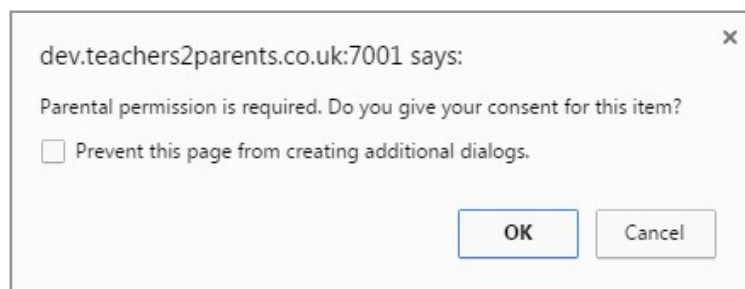 dev.teachers2parents.co.uk:7001 says:
Parental permission is required. Do you give your consent for this item?
Prevent this page from creating additional dialogs.
OK Cancel